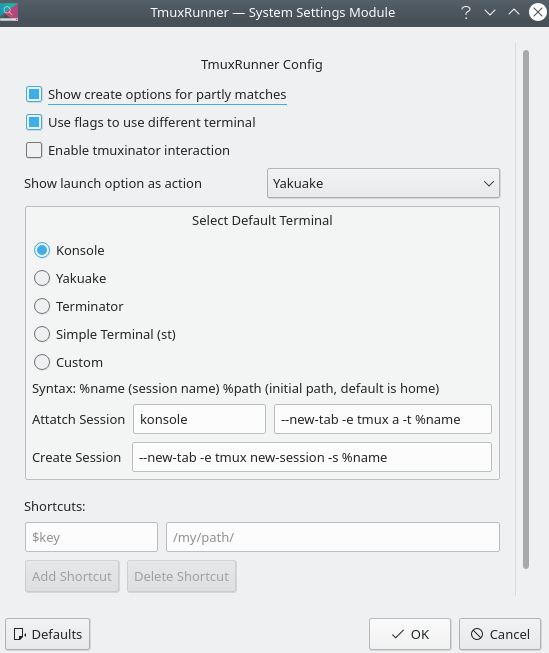 TmuxRunner — System Settings Module
TmuxRunner Config
Show create options for partly matches
Use flags to use different terminal
Enable tmuxinator interaction
Show launch option as action Yakuake
Select Default Terminal
Konsole
Yakuake
Terminator
Simple Terminal (st)
Custom
Syntax: %name (session name) %path (initial path, default is home)
Attatch Session konsole --new-tab -e tmux a -t %name
Create Session --new-tab -e tmux new-session -s %name
Shortcuts:
$key /my/path/
Add Shortcut Delete Shortcut
Defaults OK Cancel